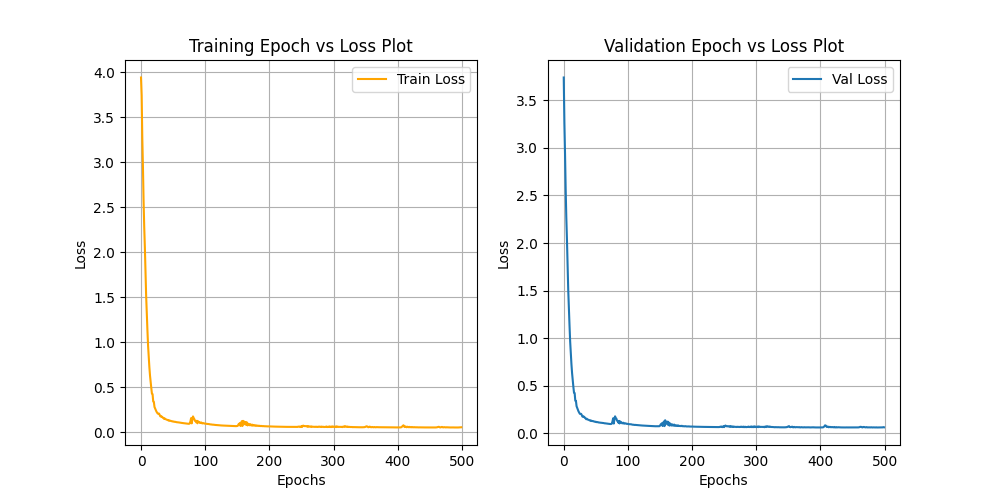 Training Epoch vs Loss Plot
Train Loss
4.0
3.5
3.0
2.5
2.0
1.5
1.0
0.5
0.0
Loss
0 100 200 300 400 500
Epochs
Validation Epoch vs Loss Plot
Val Loss
3.5
3.0
2.5
2.0
1.5
1.0
0.5
0.0
Loss
0 100 200 300 400 500
Epochs